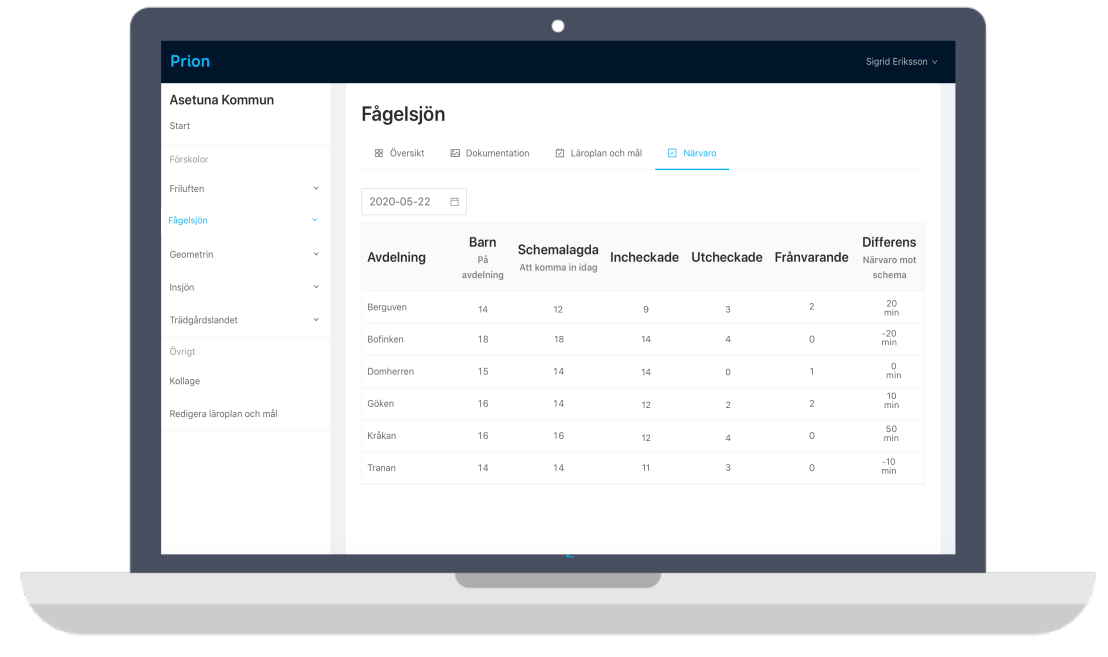 Prion
Sigrid Eriksson
Asetuna Kommun
Start
Förskolor
Friluften
Fågelsjön
Geometrin
Insjön
Trädgårdslandet
Övrigt
Kollage
Redigera läroplan och mål
Fågelsjön
Översikt Dokumentation Läroplan och mål Närvaro
2020-05-22
Avdelning Barn På avdelning Schemalagda Att komma in idag Incheckade Utcheckade Frånvarande Differens Närvaro mot schema
Berguven 14 12 9 3 2 20 min
Bofinken 18 18 14 4 0 -20 min
Domherren 15 14 14 0 1 0 min
Göken 16 14 12 2 2 10 min
Kråkan 16 16 12 4 0 50 min
Tranan 14 14 11 3 0 -10 min